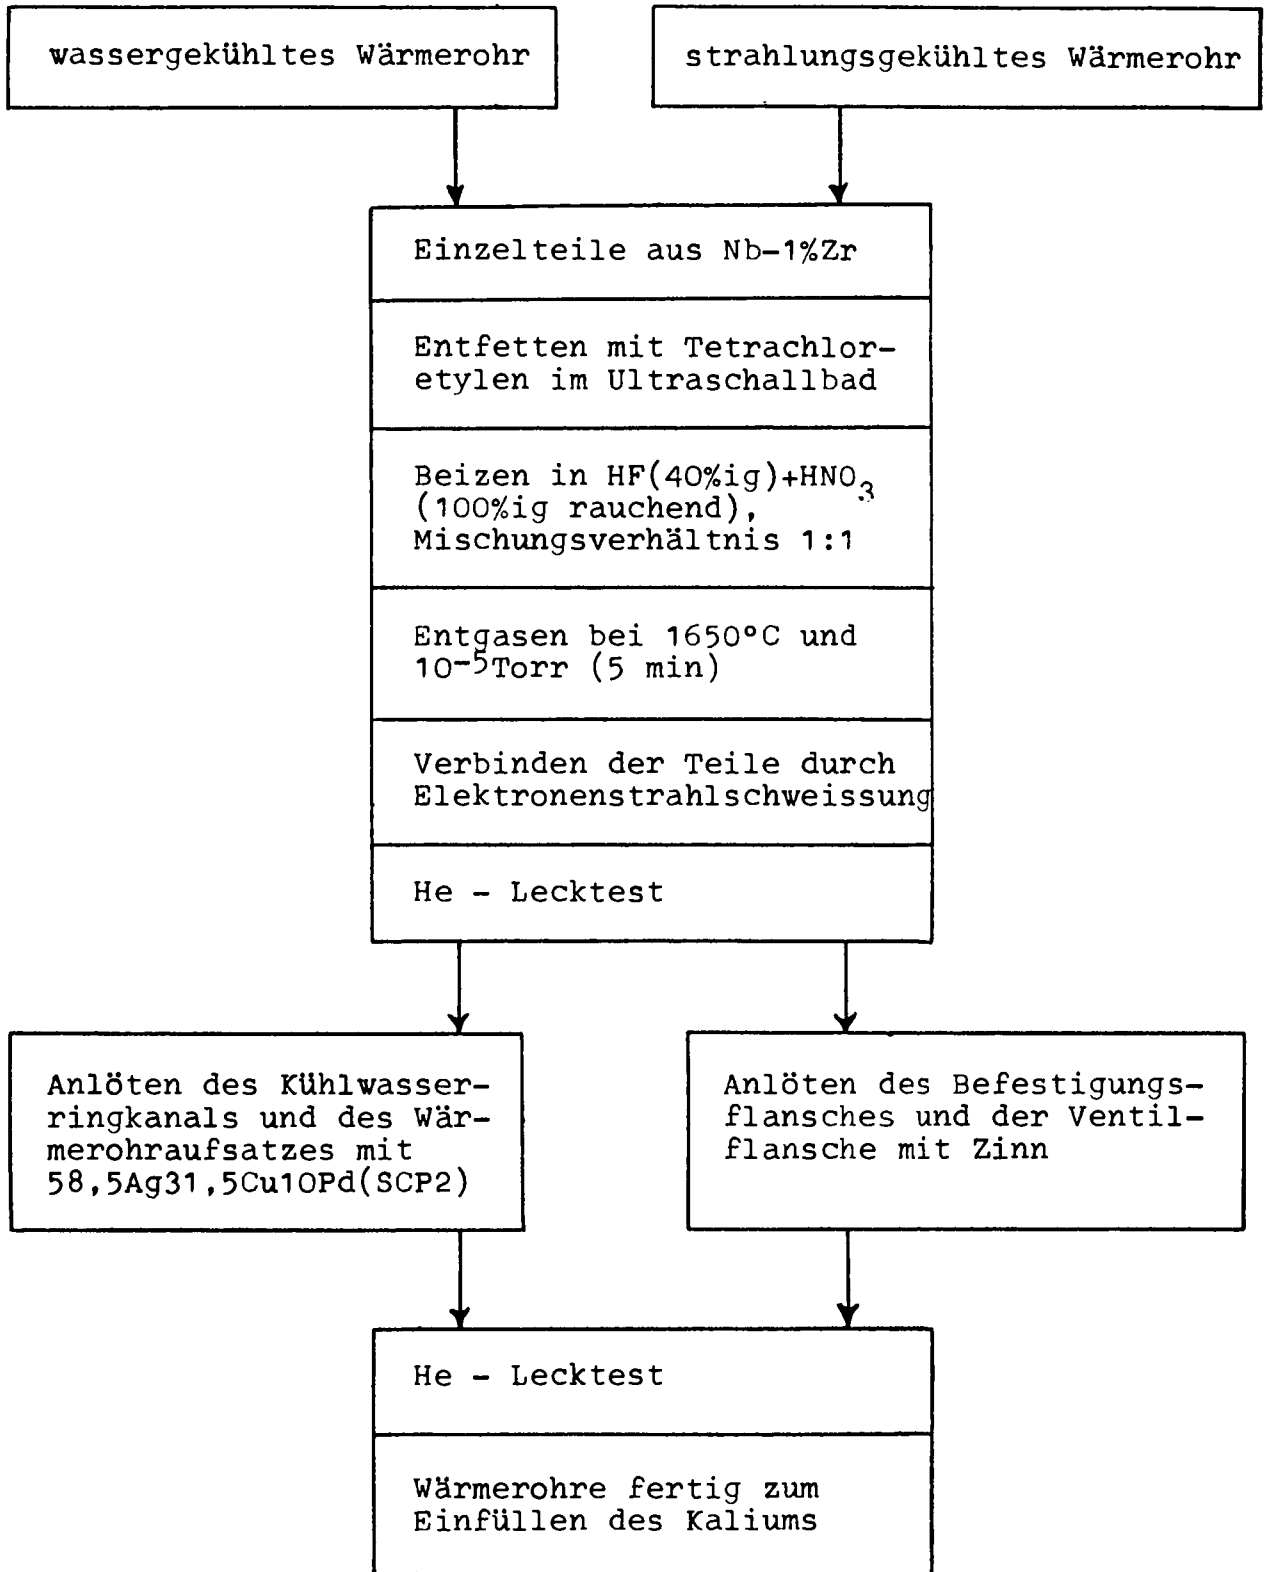 wassergekühltes Wärmerohr
strahlungsgekühltes Wärmerohr
Einzelteile aus Nb-1%Zr
Entfetten mit Tetrachlor-
etylen im Ultraschallbad
Beizen in HF(40%ig)+HNO₃
(100%ig rauchend),
Mischungsverhältnis 1:1
Entgasen bei 1650°C und
10⁻⁵Torr (5 min)
Verbinden der Teile durch
Elektronenstrahlschweissung
He - Lecktest
Anlöten des Kühlwasser-
ringkanals und des Wär-
merohraufsatzes mit
58,5Ag31,5Cu10Pd(SCP2)
Anlöten des Befestigungs-
flansches und der Ventil-
flansche mit Zinn
He - Lecktest
Wärmerohre fertig zum
Einfüllen des Kaliums